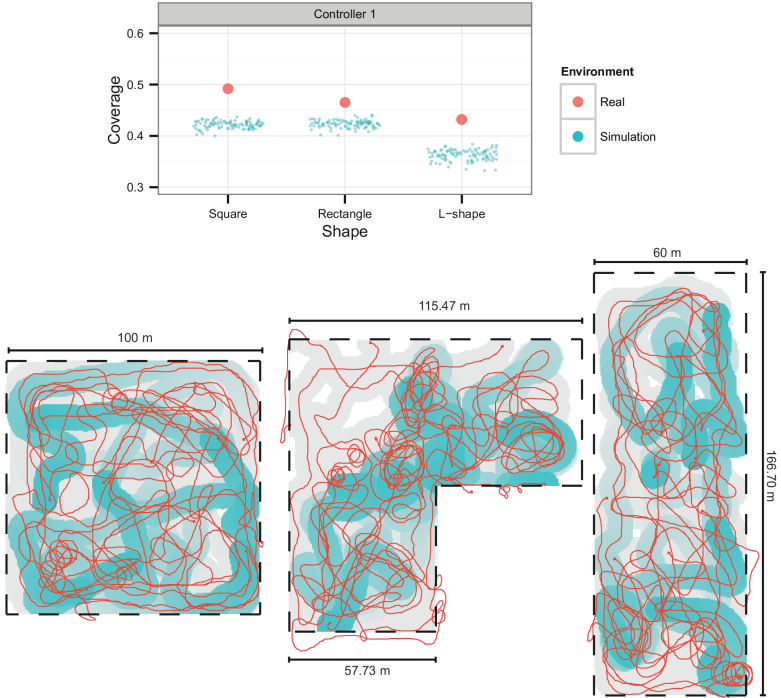 Controller 1
0.6
0.5
0.4
0.3
Coverage
Square
Rectangle
L-shape
Shape
Environment
Real
Simulation
100 m
115.47 m
57.73 m
60 m
166.70 m